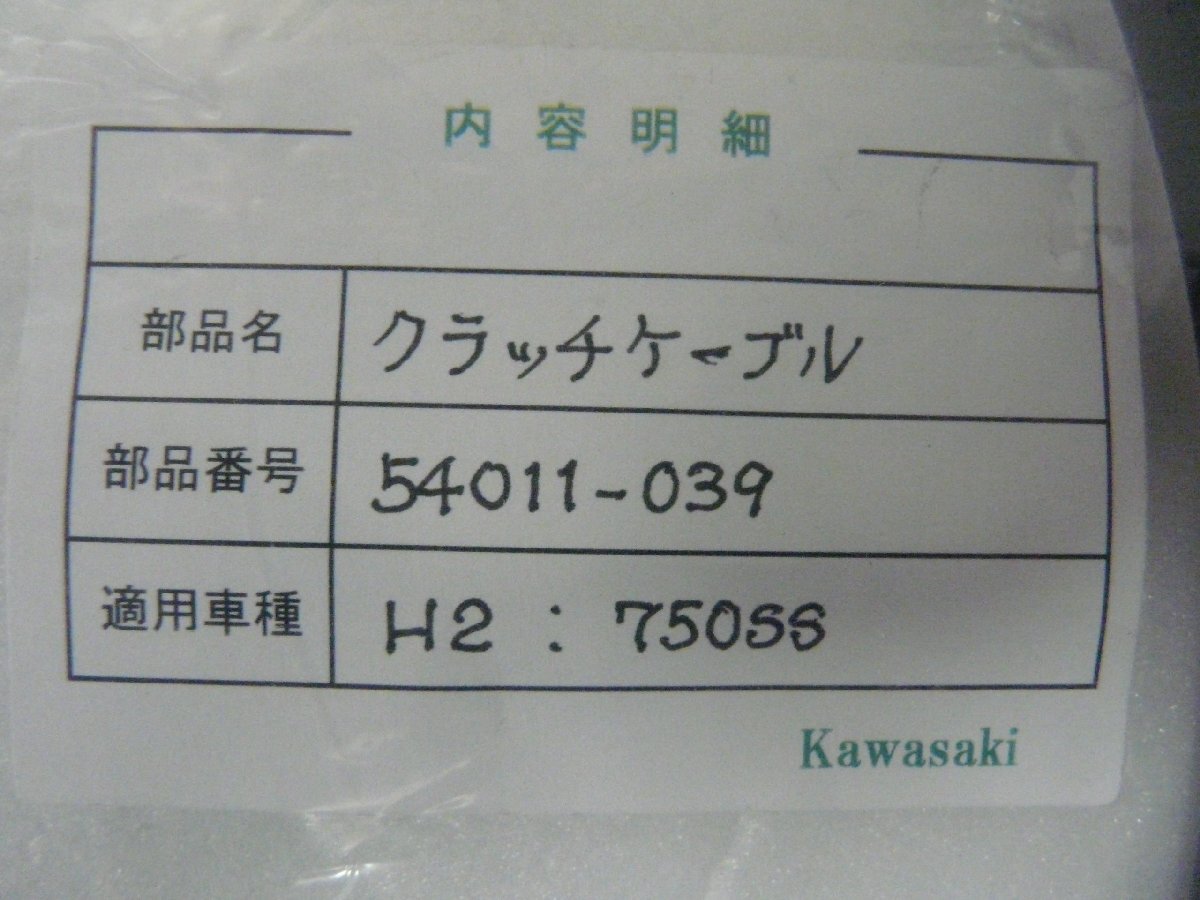 内容明細
部品名 クラッチケーブル
部品番号 54011-039
適用車種 H2 : 750SS
Kawasaki